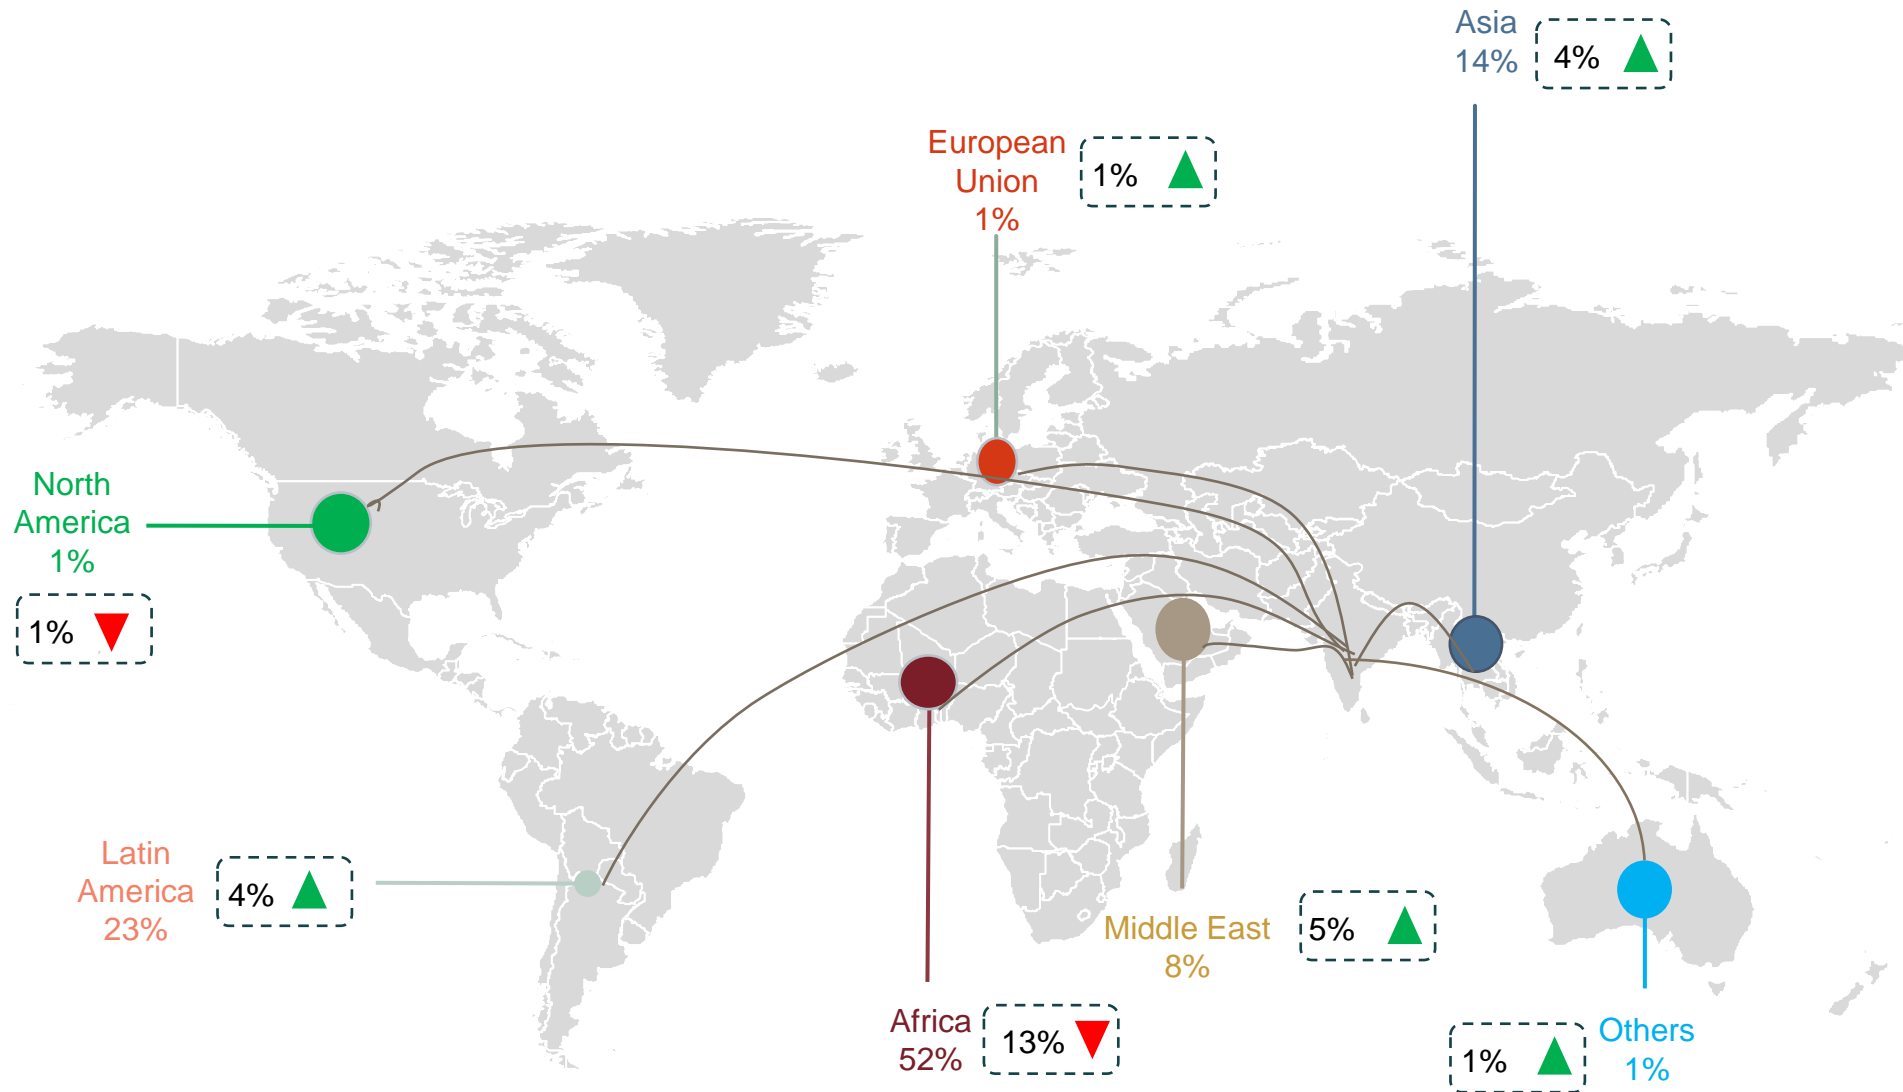 Asia
14%
4%
European
Union
1%
1%
North
America
1%
1%
Latin
America
23%
4%
Middle East
8%
5%
Africa
52%
13%
Others
1%
1%